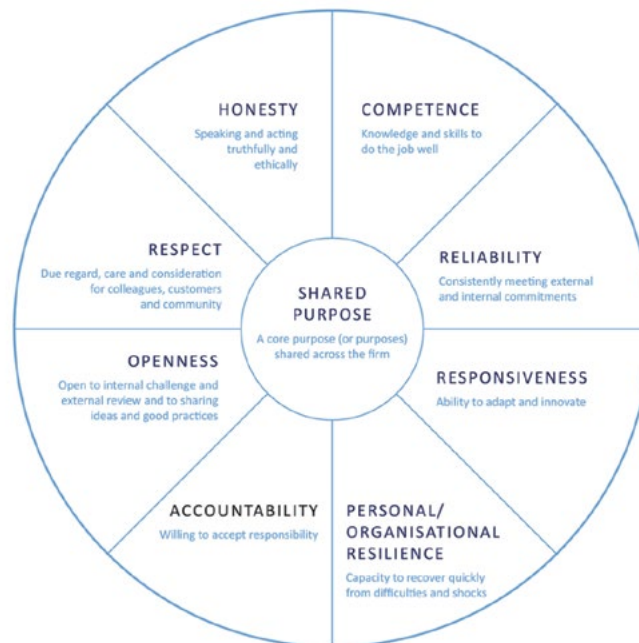 HONESTY
Speaking and acting
truthfully and
ethically
COMPETENCE
Knowledge and skills to
do the job well
RESPECT
Due regard, care and consideration
for colleagues, customers
and community
SHARED
PURPOSE
A core purpose (or purposes)
shared across the firm
RELIABILITY
Consistently meeting external
and internal commitments
OPENNESS
Open to internal challenge and
external review and to sharing
ideas and good practices
RESPONSIVENESS
Ability to adapt and innovate
ACCOUNTABILITY
Willing to accept responsibility
PERSONAL/
ORGANISATIONAL
RESILIENCE
Capacity to recover quickly
from difficulties and shocks